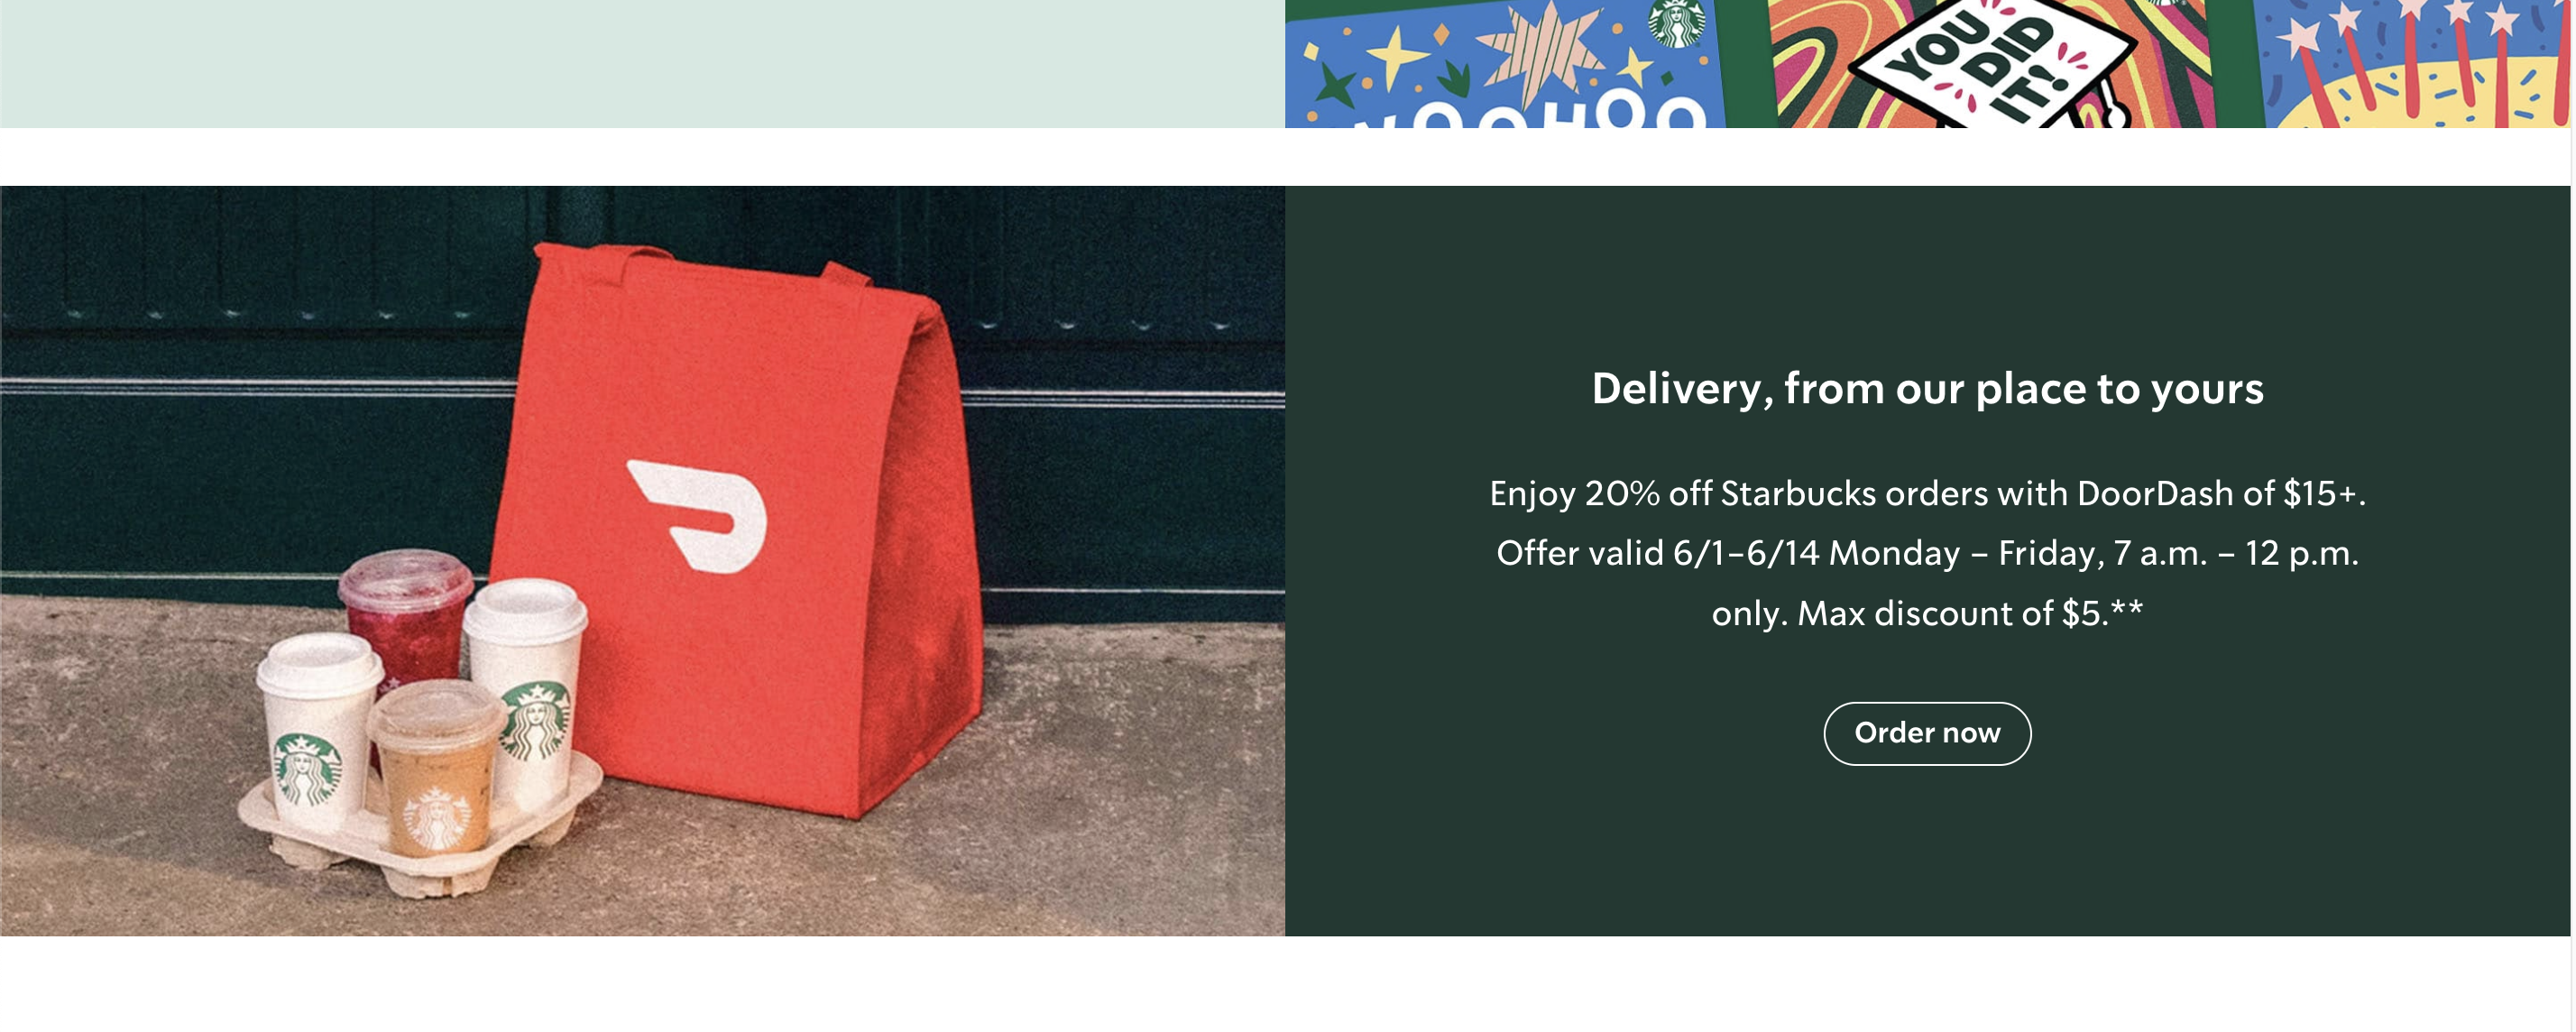 YOU
DID
IT!
Delivery, from our place to yours
Enjoy 20% off Starbucks orders with DoorDash of $15+.
Offer valid 6/1–6/14 Monday – Friday, 7 a.m. – 12 p.m.
only. Max discount of $5.**
Order now